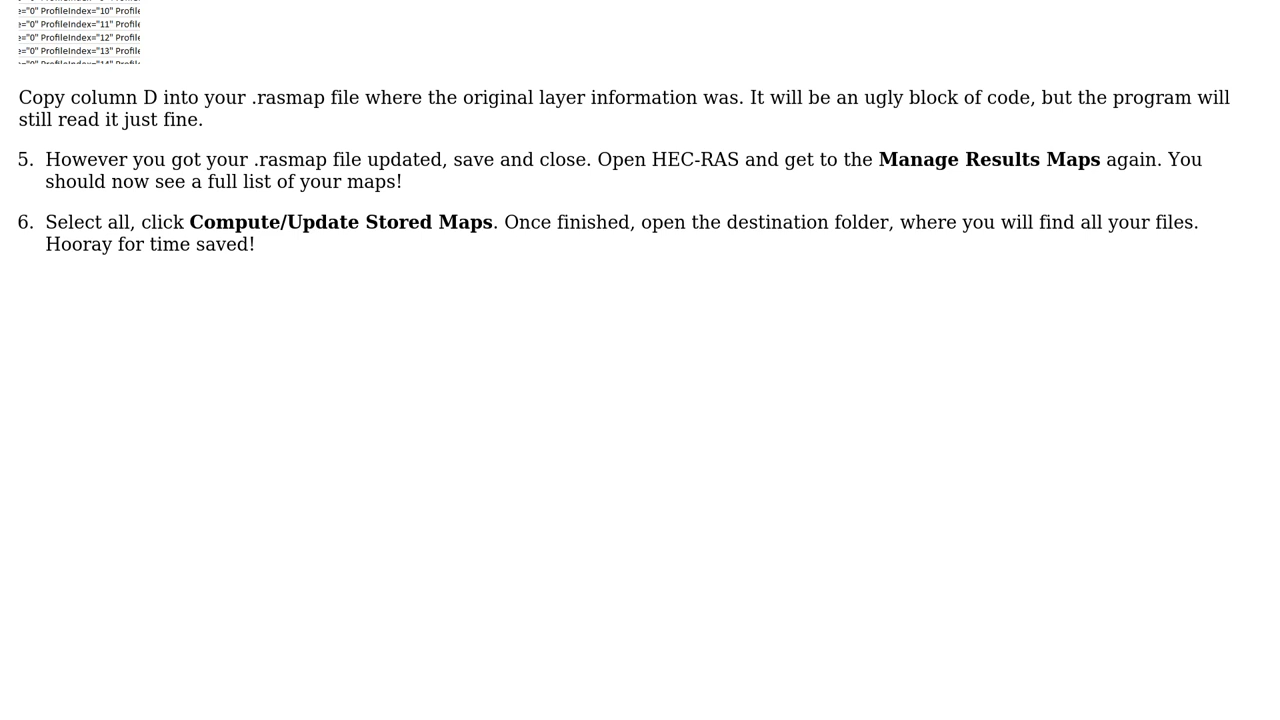 ="0" ProfileIndex="10" Profile
="0" ProfileIndex="11" Profile
="0" ProfileIndex="12" Profile
="0" ProfileIndex="13" Profile
Copy column D into your .rasmap file where the original layer information was. It will be an ugly block of code, but the program will
still read it just fine.
5. However you got your .rasmap file updated, save and close. Open HEC-RAS and get to the Manage Results Maps again. You
should now see a full list of your maps!
6. Select all, click Compute/Update Stored Maps. Once finished, open the destination folder, where you will find all your files.
Hooray for time saved!